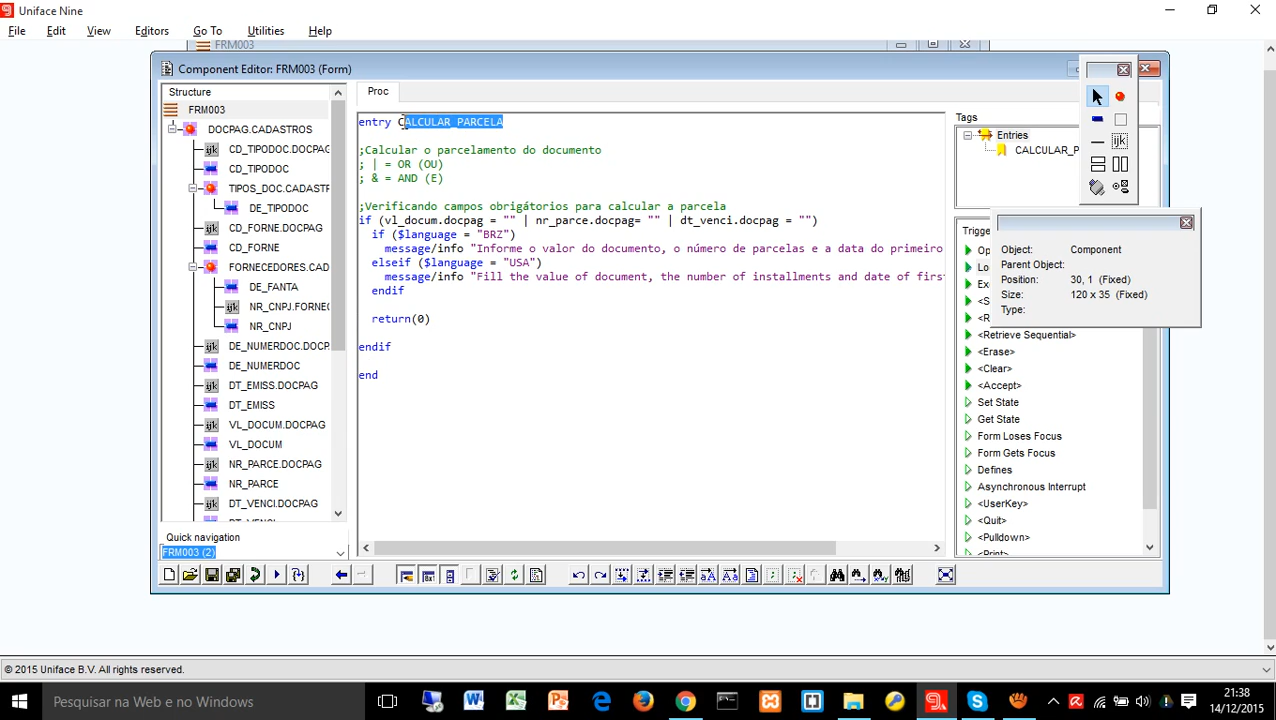 Uniface Nine
File Edit View Editors Go To Utilities Help
FRM003
Component Editor: FRM003 (Form)
Structure
FRM003
DOCPAG.CADASTROS
CD_TIPODOC.DOCPAG
CD_TIPODOC
TIPOS_DOC.CADASTR
DE_TIPODOC
CD_FORNE.DOCPAG
CD_FORNE
FORNECEDORES.CAD
DE_FANTA
NR_CNPJ.FORNEC
NR_CNPJ
DE_NUMERDOC.DOCP
DE_NUMERDOC
DT_EMISS.DOCPAG
DT_EMISS
VL_DOCUM.DOCPAG
VL_DOCUM
NR_PARCE.DOCPAG
NR_PARCE
DT_VENCI.DOCPAG
Quick navigation
FRM003 (2)
Proc
entry CALCULAR_PARCELA
;Calcular o parcelamento do documento
; | = OR (OU)
; & = AND (E)
;Verificando campos obrigátorios para calcular a parcela
if (vl_docum.docpag = "" | nr_parce.docpag= "" | dt_venci.docpag = "")
if ($language = "BRZ")
message/info "Informe o valor do documento, o número de parcelas e a data do primeiro
elseif ($language = "USA")
message/info "Fill the value of document, the number of installments and date of first
endif
return(0)
endif
end
Tags
Entries
CALCULAR_P
Trigge
Op
Lo
Ex
<S
<R
<Retrieve Sequential>
<Erase>
<Clear>
<Accept>
Set State
Get State
Form Loses Focus
Form Gets Focus
Defines
Asynchronous Interrupt
<UserKey>
<Quit>
<Pulldown>
<Print>
Object: Component
Parent Object:
Position: 30, 1 (Fixed)
Size: 120 x 35 (Fixed)
Type:
© 2015 Uniface B.V. All rights reserved.
Pesquisar na Web e no Windows
21:38
14/12/2015